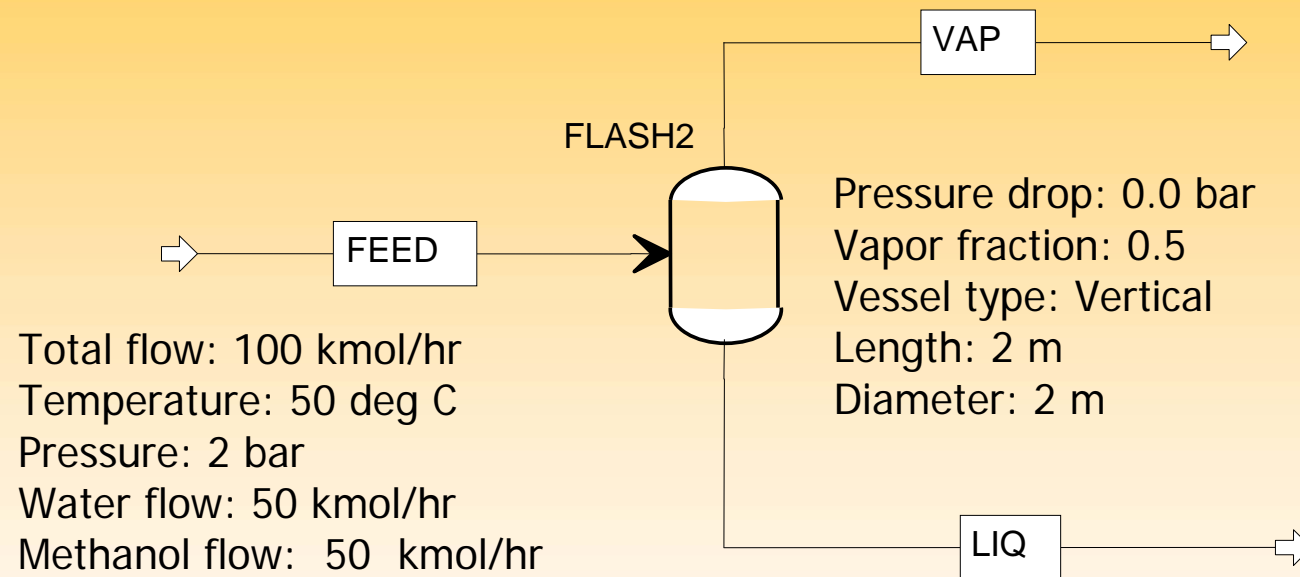 VAP
FLASH2
FEED
Pressure drop: 0.0 bar
Vapor fraction: 0.5
Vessel type: Vertical
Length: 2 m
Diameter: 2 m
Total flow: 100 kmol/hr
Temperature: 50 deg C
Pressure: 2 bar
Water flow: 50 kmol/hr
Methanol flow:  50  kmol/hr
LIQ